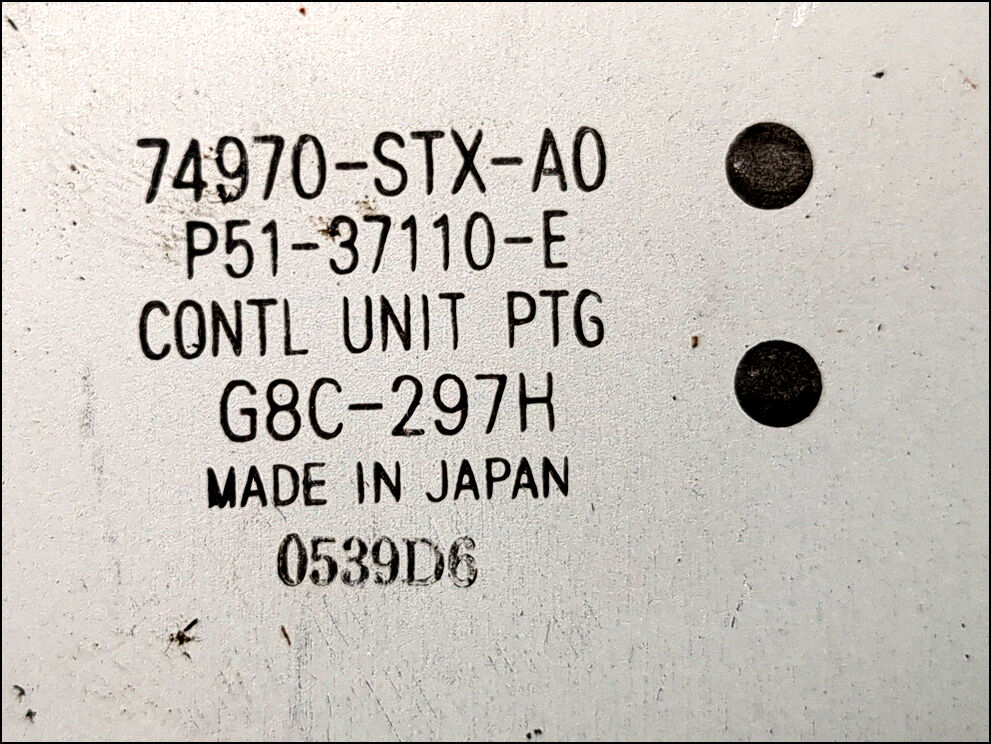 74970-STX-A0
P51-37110-E
CONTL UNIT PTG
G8C-297H
MADE IN JAPAN
0539D6